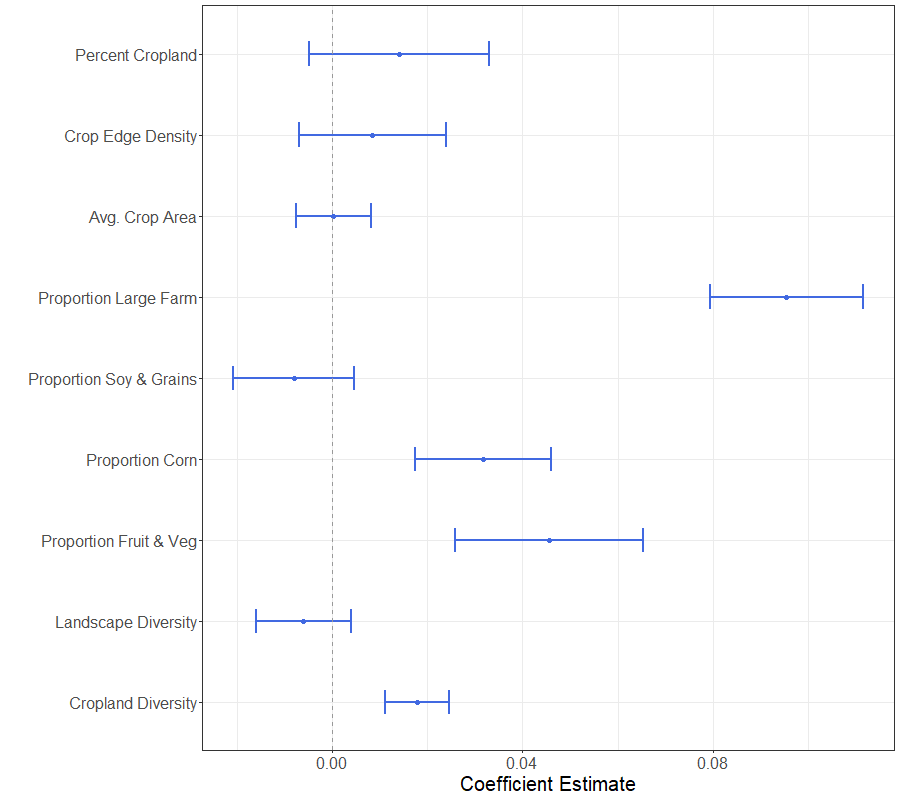 Percent Cropland
Crop Edge Density
Avg. Crop Area
Proportion Large Farm
Proportion Soy & Grains
Proportion Corn
Proportion Fruit & Veg
Landscape Diversity
Cropland Diversity
0.00 0.04 0.08
Coefficient Estimate